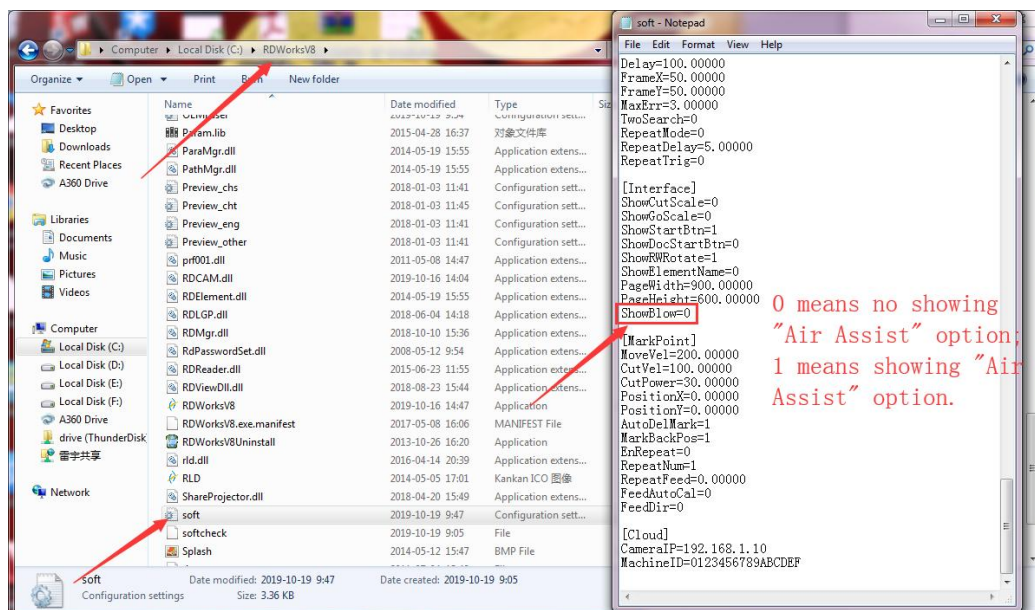 Computer ▸ Local Disk (C:) ▸ RDWorksV8 ▸
Organize ▾ Open ▾ Print Burn New folder
Favorites
Desktop
Downloads
Recent Places
A360 Drive
Libraries
Documents
Music
Pictures
Videos
Computer
Local Disk (C:)
Local Disk (D:)
Local Disk (E:)
Local Disk (F:)
A360 Drive
drive (ThunderDisk
雷宇共享
Network
Name Date modified Type Siz
Param.lib 2015-04-28 16:37 对象文件库
ParaMgr.dll 2014-05-19 15:55 Application extens...
PathMgr.dll 2014-05-19 15:55 Application extens...
Preview_chs 2018-01-03 11:41 Configuration sett...
Preview_cht 2018-01-03 11:45 Configuration sett...
Preview_eng 2018-01-03 11:41 Configuration sett...
Preview_other 2018-01-03 11:41 Configuration sett...
prf001.dll 2011-05-08 14:47 Application extens...
RDCAM.dll 2019-10-16 14:04 Application extens...
RDElement.dll 2014-05-19 15:55 Application extens...
RDLGP.dll 2018-06-04 14:18 Application extens...
RDMgr.dll 2018-10-10 15:36 Application extens...
RdPasswordSet.dll 2008-05-12 9:54 Application extens...
RDReader.dll 2015-06-23 11:55 Application extens...
RDViewDll.dll 2018-08-23 15:44 Application extens...
RDWorksV8 2019-10-16 14:47 Application
RDWorksV8.exe.manifest 2017-05-08 16:06 MANIFEST File
RDWorksV8Uninstall 2013-10-26 16:20 Application
rld.dll 2016-04-14 20:39 Application extens...
RLD 2014-05-05 17:01 Kankan ICO 图像
ShareProjector.dll 2018-04-20 15:49 Application extens...
soft 2019-10-19 9:47 Configuration sett...
softcheck 2019-10-19 9:05 File
Splash 2014-05-12 15:47 BMP File
soft Date modified: 2019-10-19 9:47 Date created: 2019-10-19 9:05
Configuration settings Size: 3.36 KB
soft - Notepad
File Edit Format View Help
Delay=100.00000
FrameX=50.00000
FrameY=50.00000
MaxErr=3.00000
TwoSearch=0
RepeatMode=0
RepeatDelay=5.00000
RepeatTrig=0
[Interface]
ShowCutScale=0
ShowGoScale=0
ShowStartBtn=1
ShowDocStartBtn=0
ShowRWRotate=1
ShowElementName=0
PageWidth=900.00000
PageHeight=600.00000
ShowBlow=0
[MarkPoint]
MoveVel=200.00000
CutVel=100.00000
CutPower=30.00000
PositionX=0.00000
PositionY=0.00000
AutoDelMark=1
MarkBackPos=1
EnRepeat=0
RepeatNum=1
RepeatFeed=0.00000
FeedAutoCal=0
FeedDir=0
[Cloud]
CameraIP=192.168.1.10
MachineID=0123456789ABCDEF
0 means no showing
"Air Assist" option;
1 means showing "Air
Assist" option.